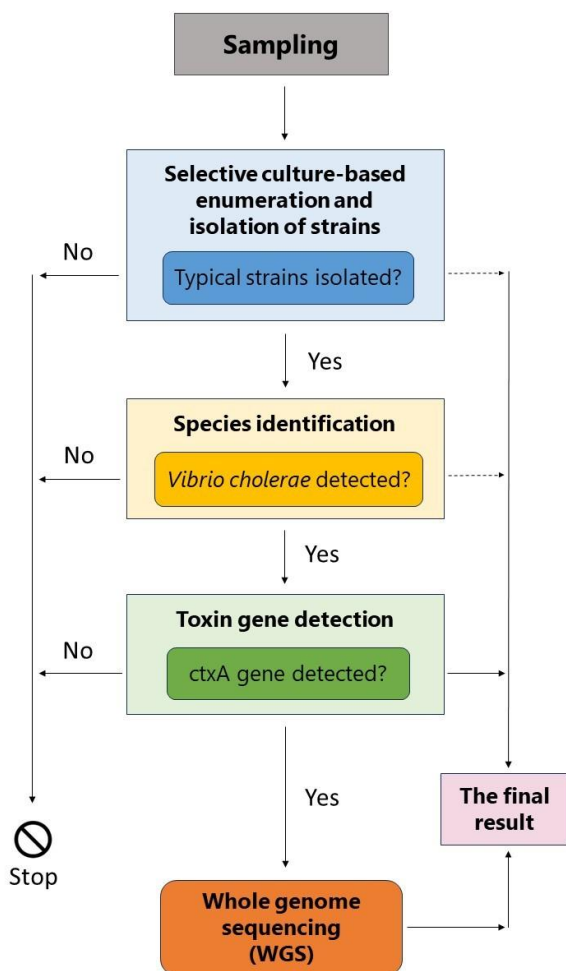 Sampling
Selective culture-based
enumeration and
isolation of strains
No
Typical strains isolated?
Yes
Species identification
No
Vibrio cholerae detected?
Yes
Toxin gene detection
No
ctxA gene detected?
Yes
The final
result
Stop
Whole genome
sequencing
(WGS)